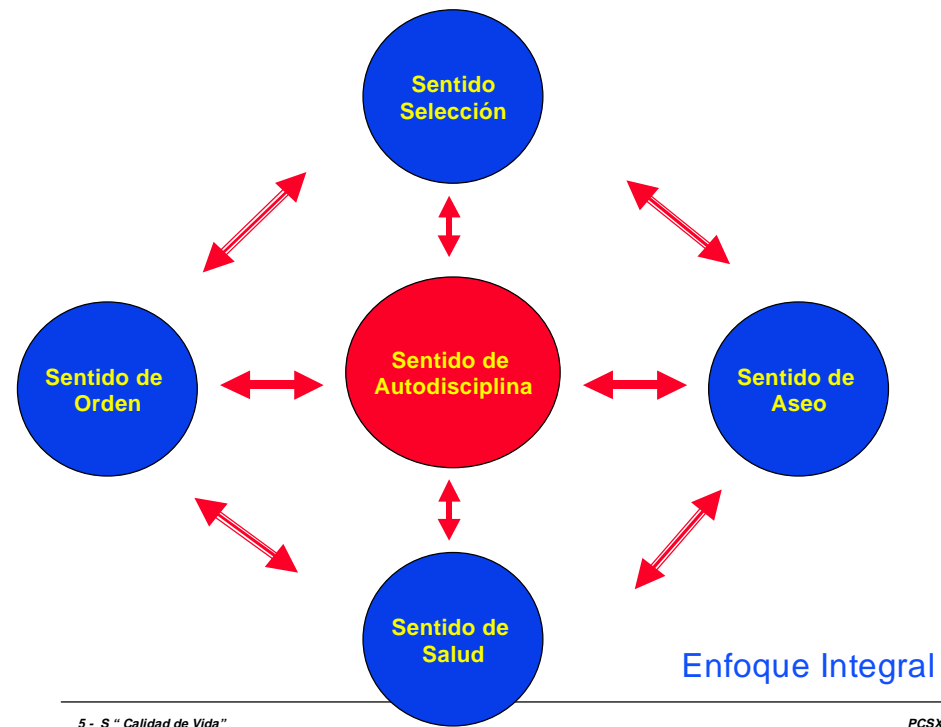 Sentido
Selección
Sentido de
Orden
Sentido de
Autodisciplina
Sentido de
Aseo
Sentido de
Salud
Enfoque Integral
5 - S “ Calidad de Vida”
PCSX